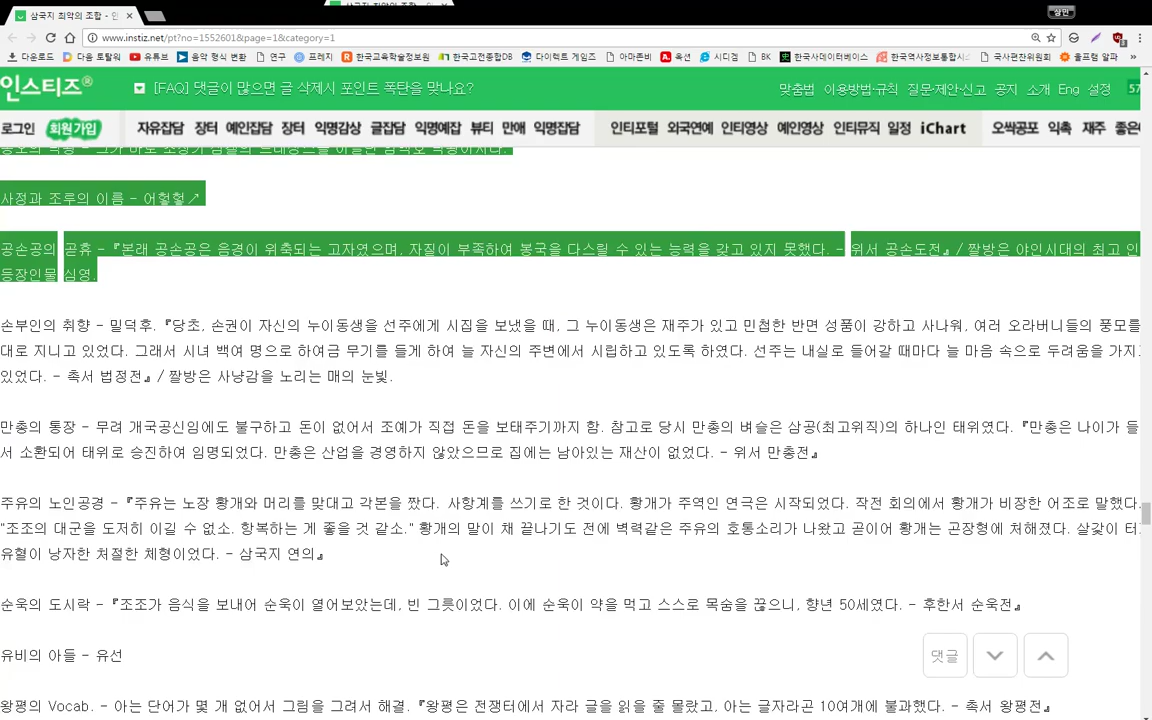 삼국지 최악의 조합 - 인
상민
www.instiz.net/pt?no=1552601&page=1&category=1
다운로드 다음 토탈워 유튜브 음악 형식 변환 연구 프레지 한국교육학술정보원 한국고전종합DB 다이렉트 게임즈 아마존비 옥션 시디겜 BK 한국사데이터베이스 한국역사정보통합시 국사편찬위원회 울프럼 알파 »
인스티즈® [FAQ] 댓글이 많으면 글 삭제시 포인트 폭탄을 맞나요? 맞춤법 이용방법·규칙 질문·제안·신고 공지 소개 Eng 설정 57
로그인 회원가입 자유잡담 장터 예인잡담 장터 익명감상 글잡담 익명예잡 뷰티 만애 익명잡담 인티포털 외국연예 인티영상 예인영상 인티뮤직 일정 iChart 오싹공포 익촉 재주 좋은
사정과 조루의 이름 - 어헣헣↗
공손공의 곧휴 - 『본래 공손공은 음경이 위축되는 고자였으며, 자질이 부족하여 봉국을 다스릴 수 있는 능력을 갖고 있지 못했다. - 위서 공손도전』 / 짤방은 야인시대의 최고 인
등장인물 심영.
손부인의 취향 - 밀덕후. 『당초, 손권이 자신의 누이동생을 선주에게 시집을 보냈을 때, 그 누이동생은 재주가 있고 민첩한 반면 성품이 강하고 사나워, 여러 오라버니들의 풍모를
대로 지니고 있었다. 그래서 시녀 백여 명으로 하여금 무기를 들게 하여 늘 자신의 주변에서 시립하고 있도록 하였다. 선주는 내실로 들어갈 때마다 늘 마음 속으로 두려움을 가지고
있었다. - 촉서 법정전』 / 짤방은 사냥감을 노리는 매의 눈빛.
만총의 통장 - 무려 개국공신임에도 불구하고 돈이 없어서 조예가 직접 돈을 보태주기까지 함. 참고로 당시 만총의 벼슬은 삼공(최고위직)의 하나인 태위였다. 『만총은 나이가 들
서 소환되어 태위로 승진하여 임명되었다. 만총은 산업을 경영하지 않았으므로 집에는 남아있는 재산이 없었다. - 위서 만총전』
주유의 노인공경 - 『주유는 노장 황개와 머리를 맞대고 각본을 짰다. 사항계를 쓰기로 한 것이다. 황개가 주역인 연극은 시작되었다. 작전 회의에서 황개가 비장한 어조로 말했다.
"조조의 대군을 도저히 이길 수 없소. 항복하는 게 좋을 것 같소." 황개의 말이 채 끝나기도 전에 벽력같은 주유의 호통소리가 나왔고 곧이어 황개는 곤장형에 처해졌다. 살갗이 터
유혈이 낭자한 처절한 체형이었다. - 삼국지 연의』
순욱의 도시락 - 『조조가 음식을 보내어 순욱이 열어보았는데, 빈 그릇이었다. 이에 순욱이 약을 먹고 스스로 목숨을 끊으니, 향년 50세였다. - 후한서 순욱전』
유비의 아들 - 유선
댓글
왕평의 Vocab. - 아는 단어가 몇 개 없어서 그림을 그려서 해결. 『왕평은 전쟁터에서 자라 글을 읽을 줄 몰랐고, 아는 글자라곤 10여개에 불과했다. - 촉서 왕평전』